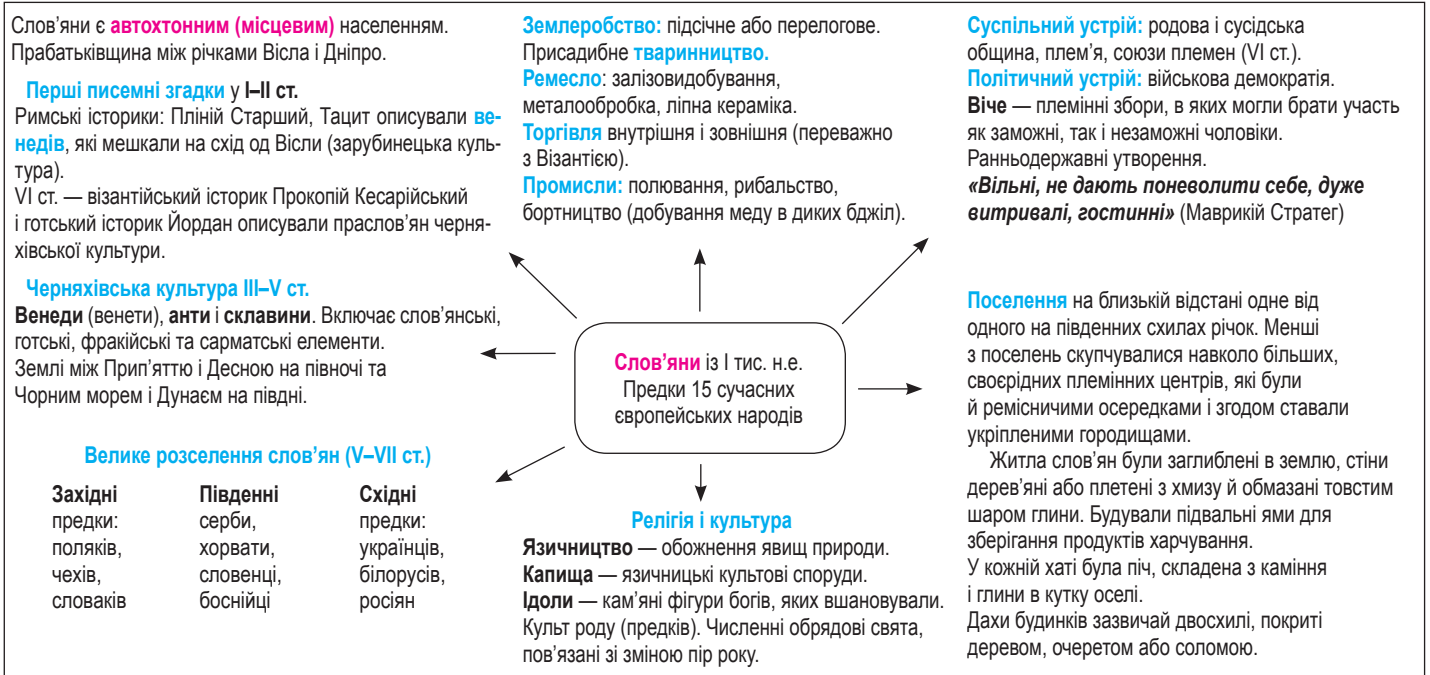 Слов’яни є автохтонним (місцевим) населенням.
Прабатьківщина між річками Вісла і Дніпро.
Перші писемні згадки у I–II ст.
Римські історики: Пліній Старший, Тацит описували ве-
недів, які мешкали на схід од Вісли (зарубинецька куль-
тура).
VI ст. — візантійський історик Прокопій Кесарійський
і готський історик Йордан описували праслов’ян черня-
хівської культури.
Черняхівська культура III–V ст.
Венеди (венети), анти і склавини. Включає слов’янські,
готські, фракійські та сарматські елементи.
Землі між Прип’яттю і Десною на півночі та
Чорним морем і Дунаєм на півдні.
Велике розселення слов’ян (V–VII ст.)
Західні
предки:
поляків,
чехів,
словаків
Південні
серби,
хорвати,
словенці,
боснійці
Східні
предки:
українців,
білорусів,
росіян
Землеробство: підсічне або перелогове.
Присадибне тваринництво.
Ремесло: залізовидобування,
металообробка, ліпна кераміка.
Торгівля внутрішня і зовнішня (переважно
з Візантією).
Промисли: полювання, рибальство,
бортництво (добування меду в диких бджіл).
Слов’яни із I тис. н.е.
Предки 15 сучасних
європейських народів
Релігія і культура
Язичництво — обожнення явищ природи.
Капища — язичницькі культові споруди.
Ідоли — кам’яні фігури богів, яких вшановували.
Культ роду (предків). Численні обрядові свята,
пов’язані зі зміною пір року.
Суспільний устрій: родова і сусідська
община, плем’я, союзи племен (VI ст.).
Політичний устрій: військова демократія.
Віче — племінні збори, в яких могли брати участь
як заможні, так і незаможні чоловіки.
Ранньодержавні утворення.
«Вільні, не дають поневолити себе, дуже
витривалі, гостинні» (Маврикій Стратег)
Поселення на близькій відстані одне від
одного на південних схилах річок. Менші
з поселень скупчувалися навколо більших,
своєрідних племінних центрів, які були
й ремісничими осередками і згодом ставали
укріпленими городищами.
Житла слов’ян були заглиблені в землю, стіни
дерев’яні або плетені з хмизу й обмазані товстим
шаром глини. Будували підвальні ями для
зберігання продуктів харчування.
У кожній хаті була піч, складена з каміння
і глини в кутку оселі.
Дахи будинків зазвичай двосхилі, покриті
деревом, очеретом або соломою.